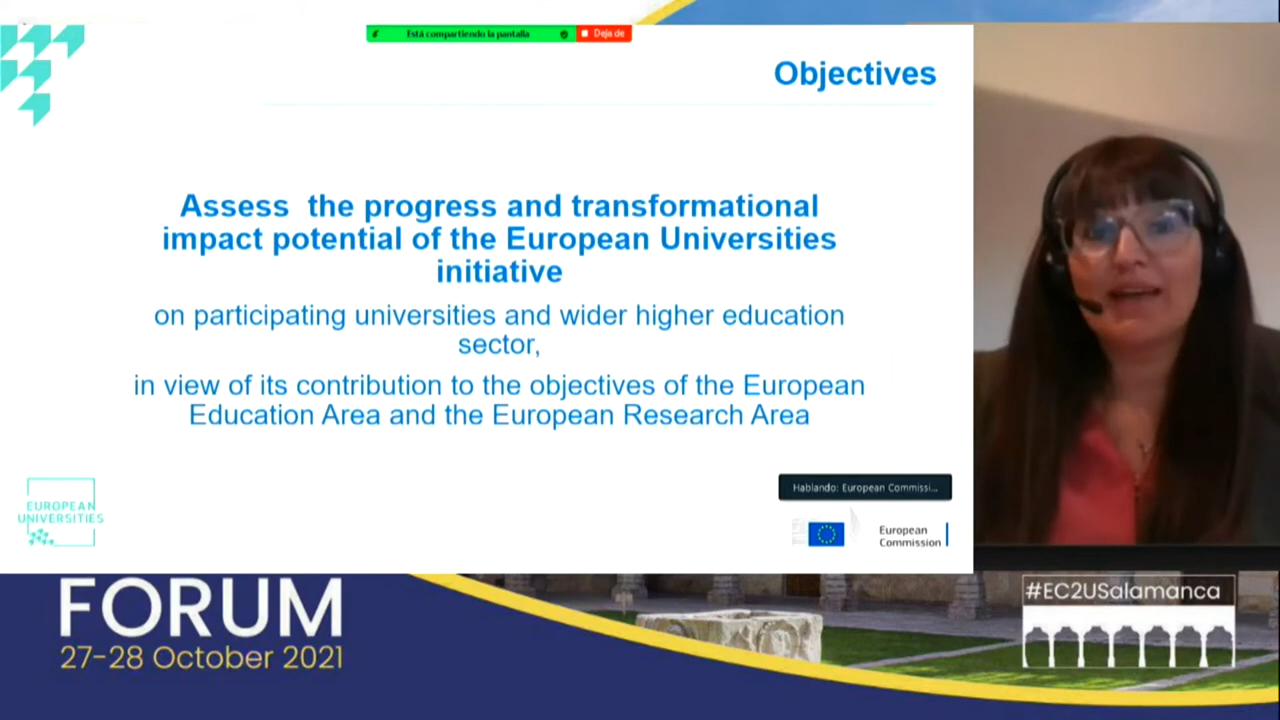 Está compartiendo la pantalla
Deja de
Objectives
Assess the progress and transformational
impact potential of the European Universities
initiative
on participating universities and wider higher education
sector,
in view of its contribution to the objectives of the European
Education Area and the European Research Area
Hablando: European Commissi...
EUROPEAN
UNIVERSITIES
European
Commission
FORUM
27-28 October 2021
#EC2USalamanca